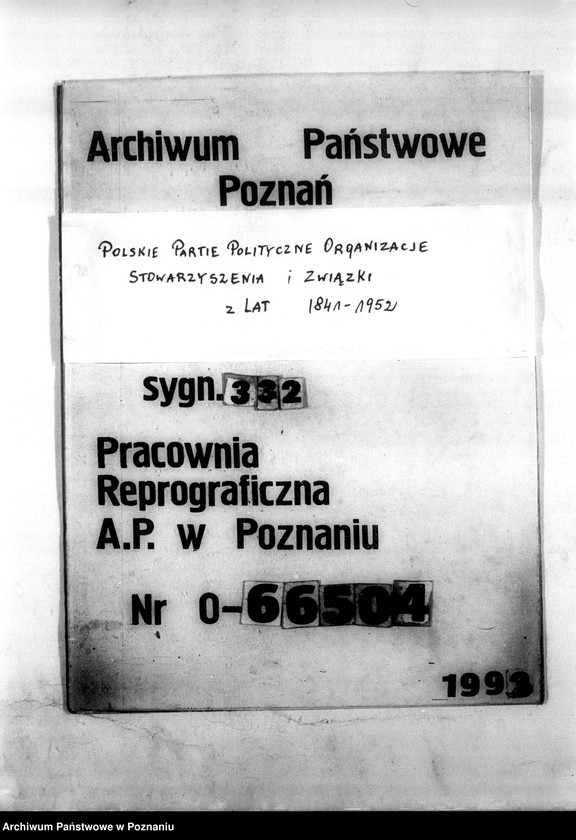 Archiwum Państwowe
Poznań
POLSKIE PARTIE POLITYCZNE ORGANIZACJE
STOWARZYSZENIA i ZWIĄZKI
z LAT 1841-1952
sygn. 332
Pracownia
Reprograficzna
A.P. w Poznaniu
Nr 0-66504
1993
Archiwum Państwowe w Poznaniu